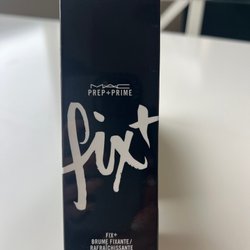 MAC
PREP+PRIME
fix+
FIX+
BRUME FIXANTE/
RAFRAÎCHISSANTE